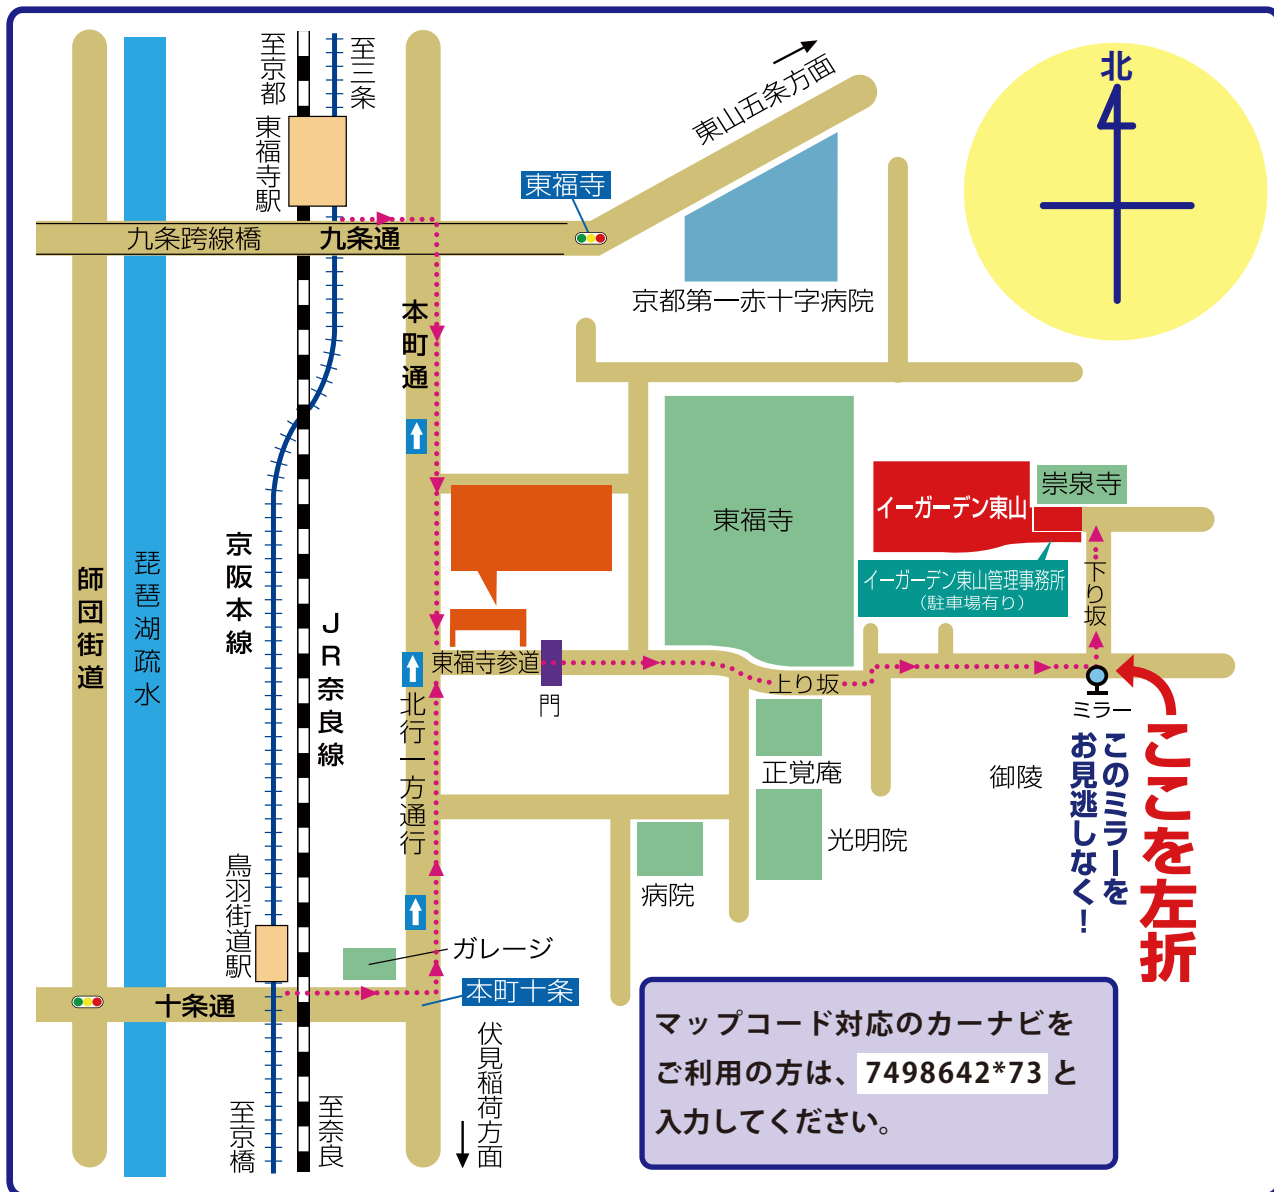 北
至京都
至三条
東福寺駅
東山五条方面
東福寺
九条跨線橋
九条通
京都第一赤十字病院
本町通
東福寺
イーガーデン東山
崇泉寺
イーガーデン東山管理事務所
（駐車場有り）
下り坂
師団街道
琵琶湖疏水
京阪本線
JR奈良線
東福寺参道
門
上り坂
ミラー
ここを左折
このミラーを
お見逃しなく！
北行一方通行
正覚庵
御陵
光明院
病院
鳥羽街道駅
ガレージ
本町十条
十条通
伏見稲荷方面
至京橋
至奈良
マップコード対応のカーナビを
ご利用の方は、7498642*73と
入力してください。